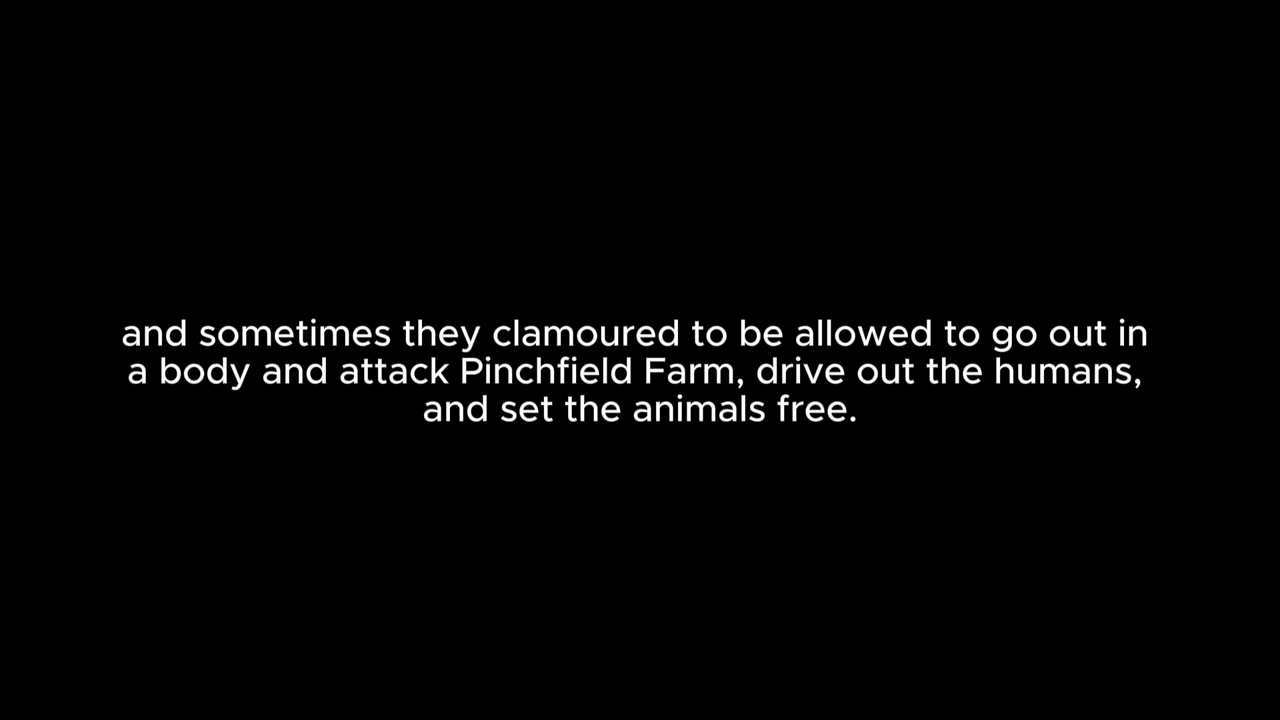 and sometimes they clamoured to be allowed to go out in
a body and attack Pinchfield Farm, drive out the humans,
and set the animals free.